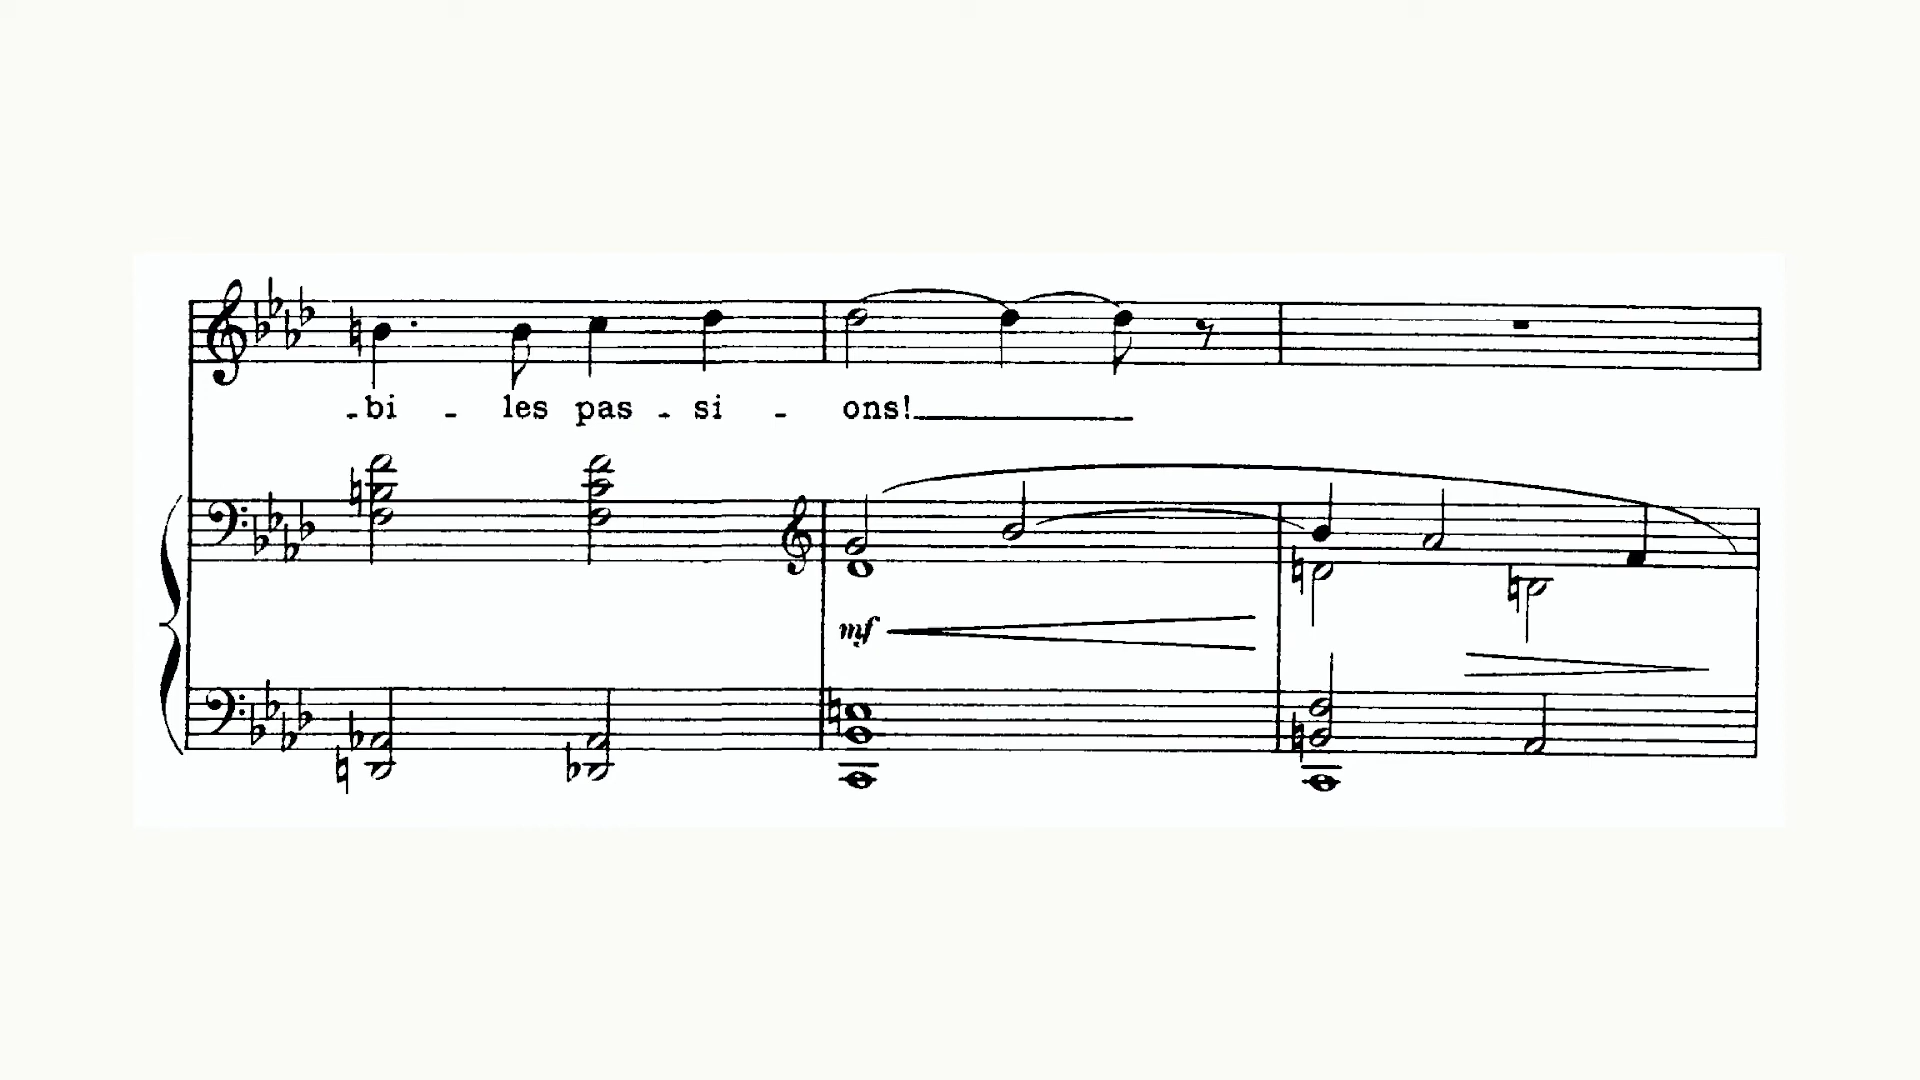 - bi - les pas - si - ons!
mf